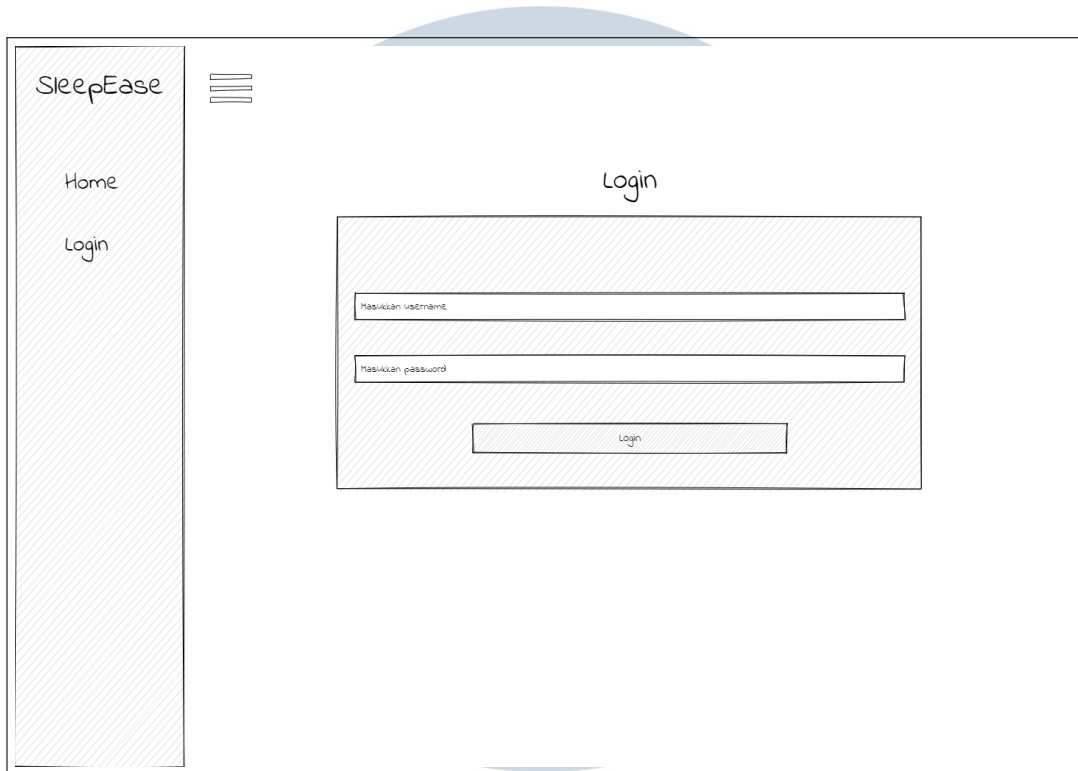 SleepEase
Home
Login
Login
Masukkan username
Masukkan password
Login